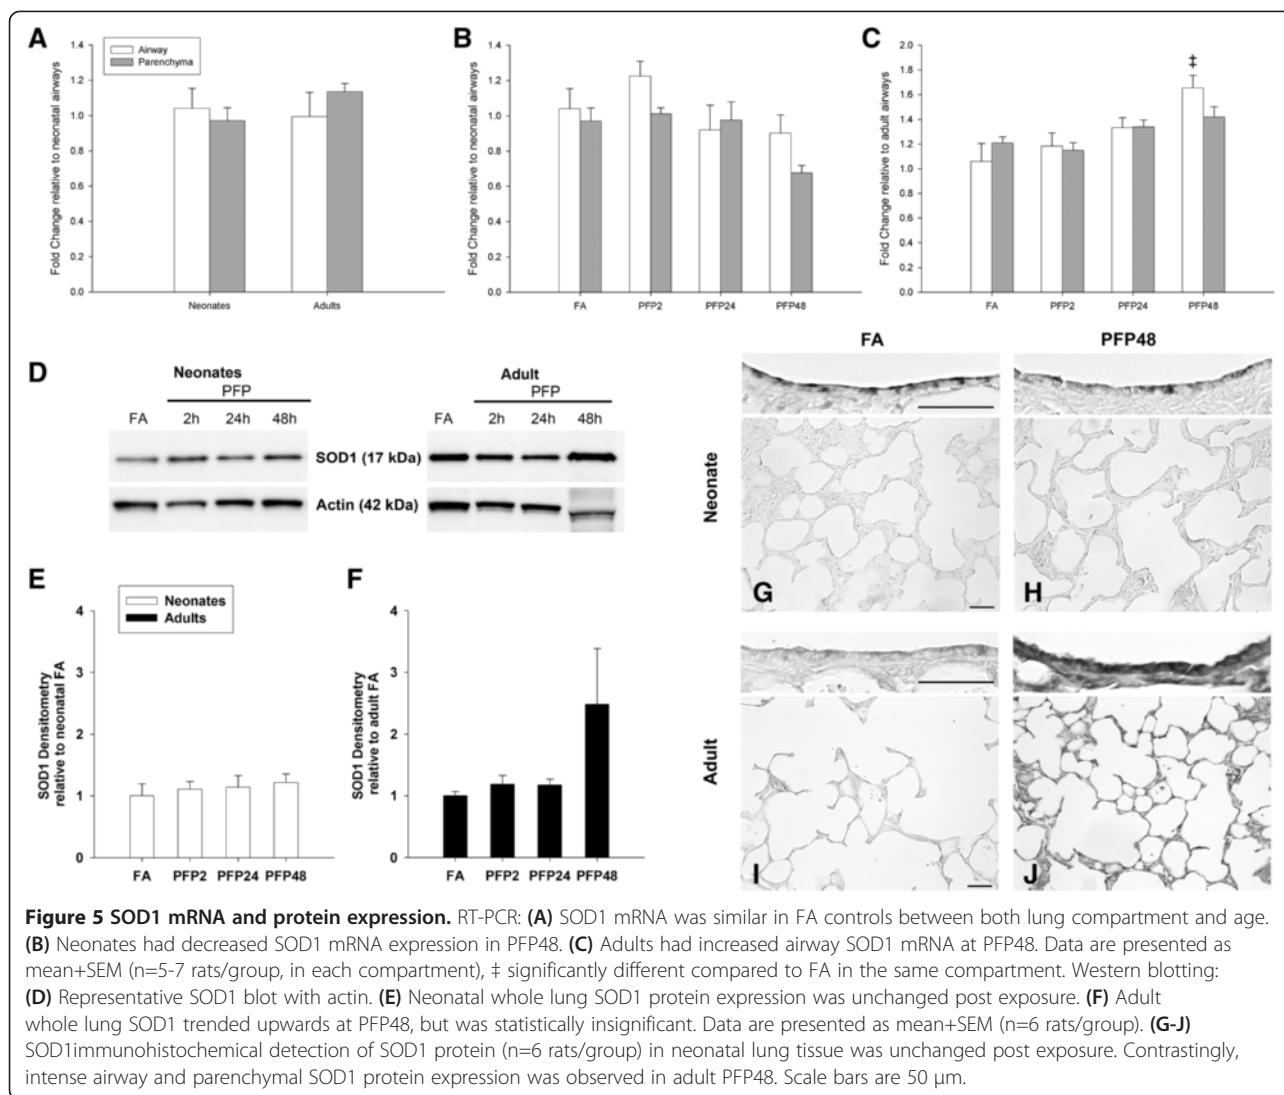 A
Airway
Parenchyma
Fold Change relative to neonatal airways
1.4
1.2
1.0
0.8
0.6
0.4
0.2
0.0
Neonates
Adults
B
Fold Change relative to neonatal airways
1.4
1.2
1.0
0.8
0.6
0.4
0.2
0.0
FA
PFP2
PFP24
PFP48
C
Fold Change relative to adult airways
2.0
1.8
1.6
1.4
1.2
1.0
0.8
0.6
0.4
0.2
0.0
‡
FA
PFP2
PFP24
PFP48
D
Neonates
PFP
FA 2h 24h 48h
Adult
PFP
FA 2h 24h 48h
SOD1 (17 kDa)
Actin (42 kDa)
E
Neonates
Adults
SOD1 Densitometry
relative to neonatal FA
4
3
2
1
0
FA PFP2 PFP24 PFP48
F
SOD1 Densitometry
relative to adult FA
4
3
2
1
0
FA PFP2 PFP24 PFP48
FA
PFP48
Neonate
G
H
Adult
I
J
Figure 5 SOD1 mRNA and protein expression. RT-PCR: (A) SOD1 mRNA was similar in FA controls between both lung compartment and age.
(B) Neonates had decreased SOD1 mRNA expression in PFP48. (C) Adults had increased airway SOD1 mRNA at PFP48. Data are presented as
mean+SEM (n=5-7 rats/group, in each compartment), ‡ significantly different compared to FA in the same compartment. Western blotting:
(D) Representative SOD1 blot with actin. (E) Neonatal whole lung SOD1 protein expression was unchanged post exposure. (F) Adult
whole lung SOD1 trended upwards at PFP48, but was statistically insignificant. Data are presented as mean+SEM (n=6 rats/group). (G-J)
SOD1immunohistochemical detection of SOD1 protein (n=6 rats/group) in neonatal lung tissue was unchanged post exposure. Contrastingly,
intense airway and parenchymal SOD1 protein expression was observed in adult PFP48. Scale bars are 50 μm.